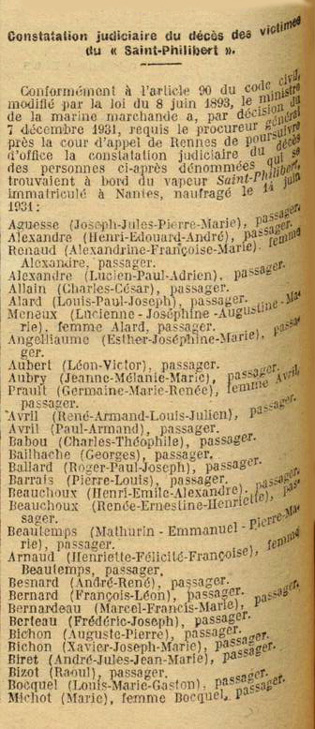 Constatation judiciaire du décès des victimes
du « Saint-Philibert ».
Conformément à l'article 90 du code civil,
modifié par la loi du 8 juin 1893, le ministre
de la marine marchande a, par décision du
7 décembre 1931, requis le procureur général
près la cour d'appel de Rennes de poursuivre
d'office la constatation judiciaire du décès
des personnes ci-après dénommées qui se
trouvaient à bord du vapeur Saint-Philibert,
immatriculé à Nantes, naufragé le 14 juin
1931 :
Aguesse (Joseph-Jules-Pierre-Marie), passager.
Alexandre (Henri-Edouard-André), passager.
Renaud (Alexandrine-Françoise-Marie), femme
Alexandre, passager.
Alexandre (Lucien-Paul-Adrien), passager.
Allain (Charles-César), passager.
Alard (Louis-Paul-Joseph), passager.
Meneux (Lucienne-Joséphine-Augustine-Ma-
rie), femme Alard, passager.
Angelliaume (Esther-Joséphine-Marie), passa-
ger.
Aubert (Léon-Victor), passager.
Aubry (Jeanne-Mélanie-Marie), passager.
Prault (Germaine-Marie-Renée), femme Avril,
passager.
Avril (René-Armand-Louis-Julien), passager.
Avril (Paul-Armand), passager.
Babou (Charles-Théophile), passager.
Bailhache (Georges), passager.
Ballard (Roger-Paul-Joseph), passager.
Barrais (Pierre-Louis), passager.
Beauchoux (Henri-Emile-Alexandre), passager.
Beauchoux (Renée-Ernestine-Henriette), pas-
sager.
Beautemps (Mathurin-Emmanuel-Pierre-Ma-
rie), passager.
Arnaud (Henriette-Félicité-Françoise), femme
Beautemps, passager.
Besnard (André-René), passager.
Bernard (François-Léon), passager.
Bernardeau (Marcel-Francis-Marie), passager.
Berteau (Frédéric-Joseph), passager.
Bichon (Auguste-Pierre), passager.
Bichon (Xavier-Joseph-Marie), passager.
Biret (André-Jules-Jean-Marie), passager.
Bizot (Raoul), passager.
Bocquel (Louis-Marie-Gaston), passager.
Michot (Marie), femme Bocquel, passager.